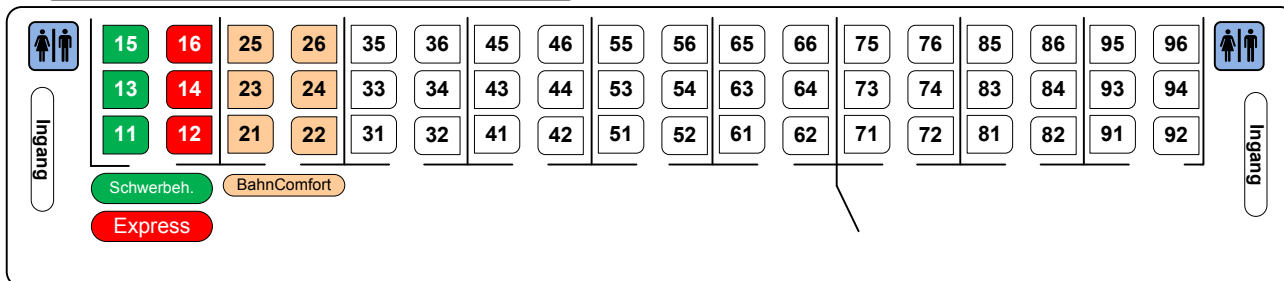 15 16 25 26 35 36 45 46 55 56 65 66 75 76 85 86 95 96
13 14 23 24 33 34 43 44 53 54 63 64 73 74 83 84 93 94
11 12 21 22 31 32 41 42 51 52 61 62 71 72 81 82 91 92
Ingang
Ingang
Schwerbeh.
BahnComfort
Express